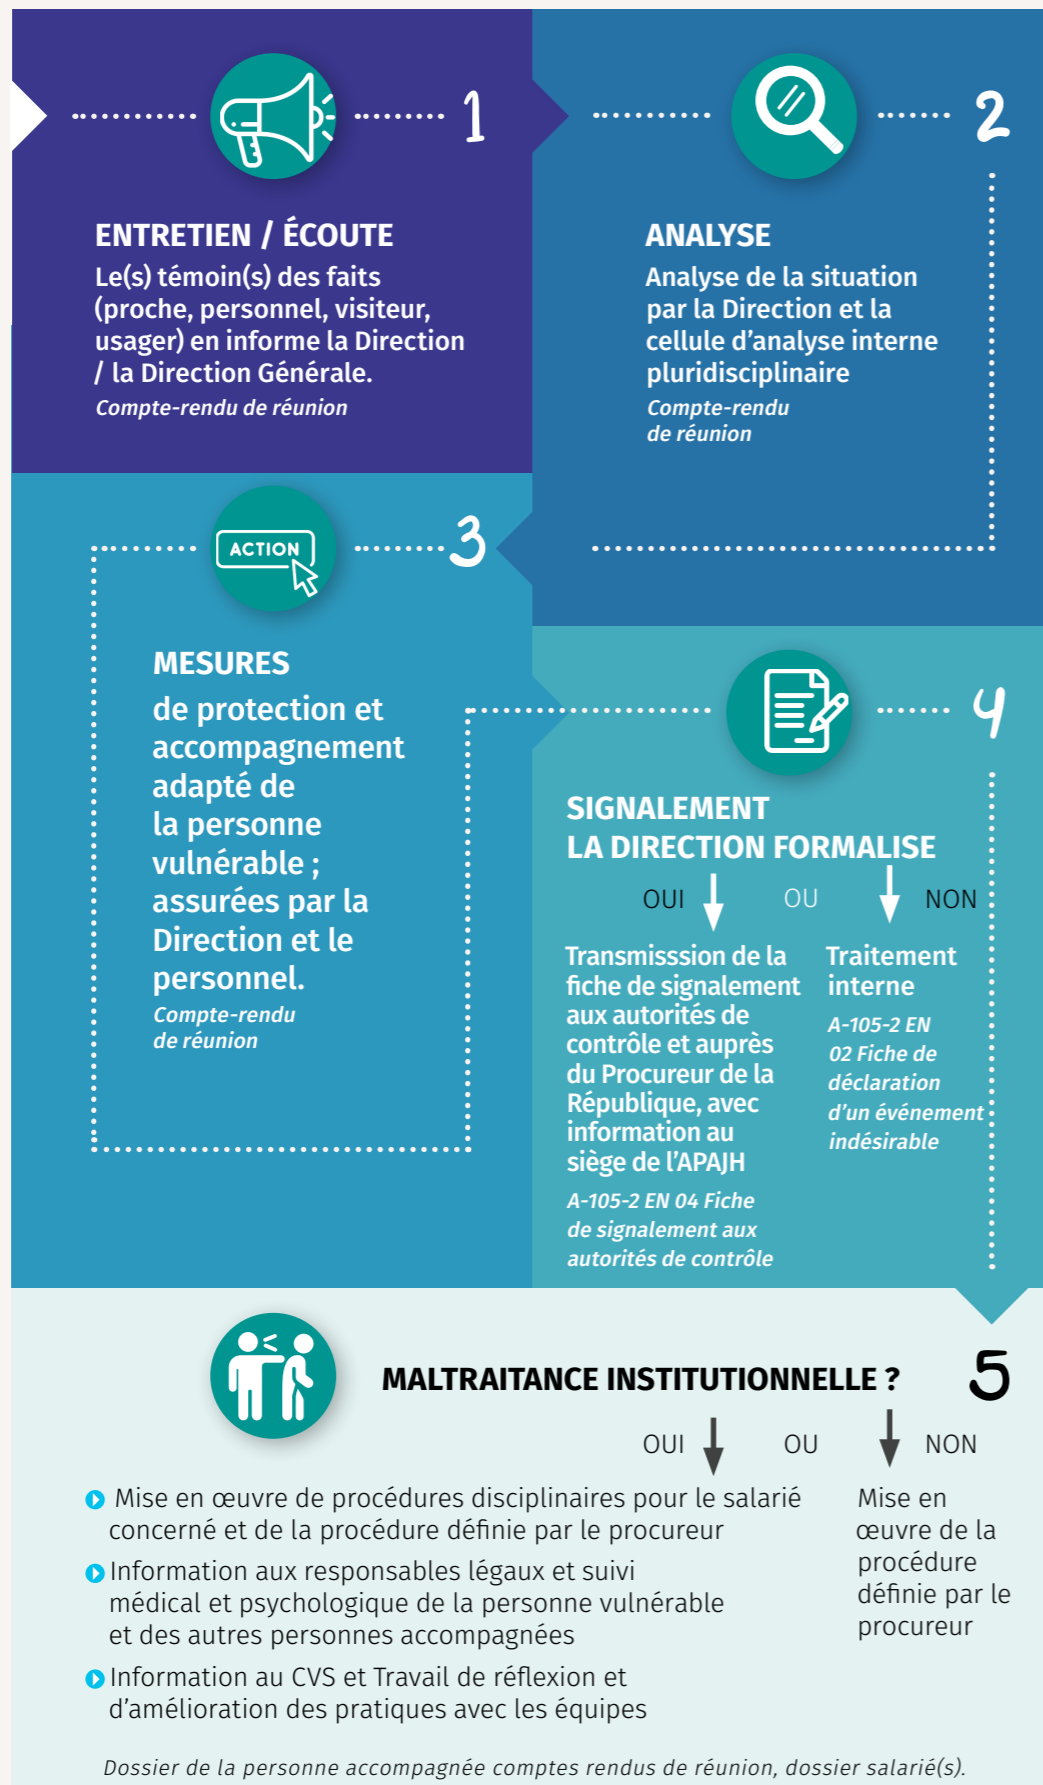 1
ENTRETIEN / ÉCOUTE
Le(s) témoin(s) des faits
(proche, personnel, visiteur,
usager) en informe la Direction
/ la Direction Générale.
Compte-rendu de réunion
2
ANALYSE
Analyse de la situation
par la Direction et la
cellule d’analyse interne
pluridisciplinaire
Compte-rendu
de réunion
ACTION
3
MESURES
de protection et
accompagnement
adapté de
la personne
vulnérable ;
assurées par la
Direction et le
personnel.
Compte-rendu
de réunion
4
SIGNALEMENT
LA DIRECTION FORMALISE
OUI OU NON
Transmisssion de la
fiche de signalement
aux autorités de
contrôle et auprès
du Procureur de la
République, avec
information au
siège de l’APAJH
A-105-2 EN 04 Fiche
de signalement aux
autorités de contrôle
Traitement
interne
A-105-2 EN
02 Fiche de
déclaration
d’un événement
indésirable
5
MALTRAITANCE INSTITUTIONNELLE ?
OUI OU NON
Mise en œuvre de procédures disciplinaires pour le salarié
concerné et de la procédure définie par le procureur
Information aux responsables légaux et suivi
médical et psychologique de la personne vulnérable
et des autres personnes accompagnées
Information au CVS et Travail de réflexion et
d’amélioration des pratiques avec les équipes
Mise en
œuvre de la
procédure
définie par le
procureur
Dossier de la personne accompagnée comptes rendus de réunion, dossier salarié(s).